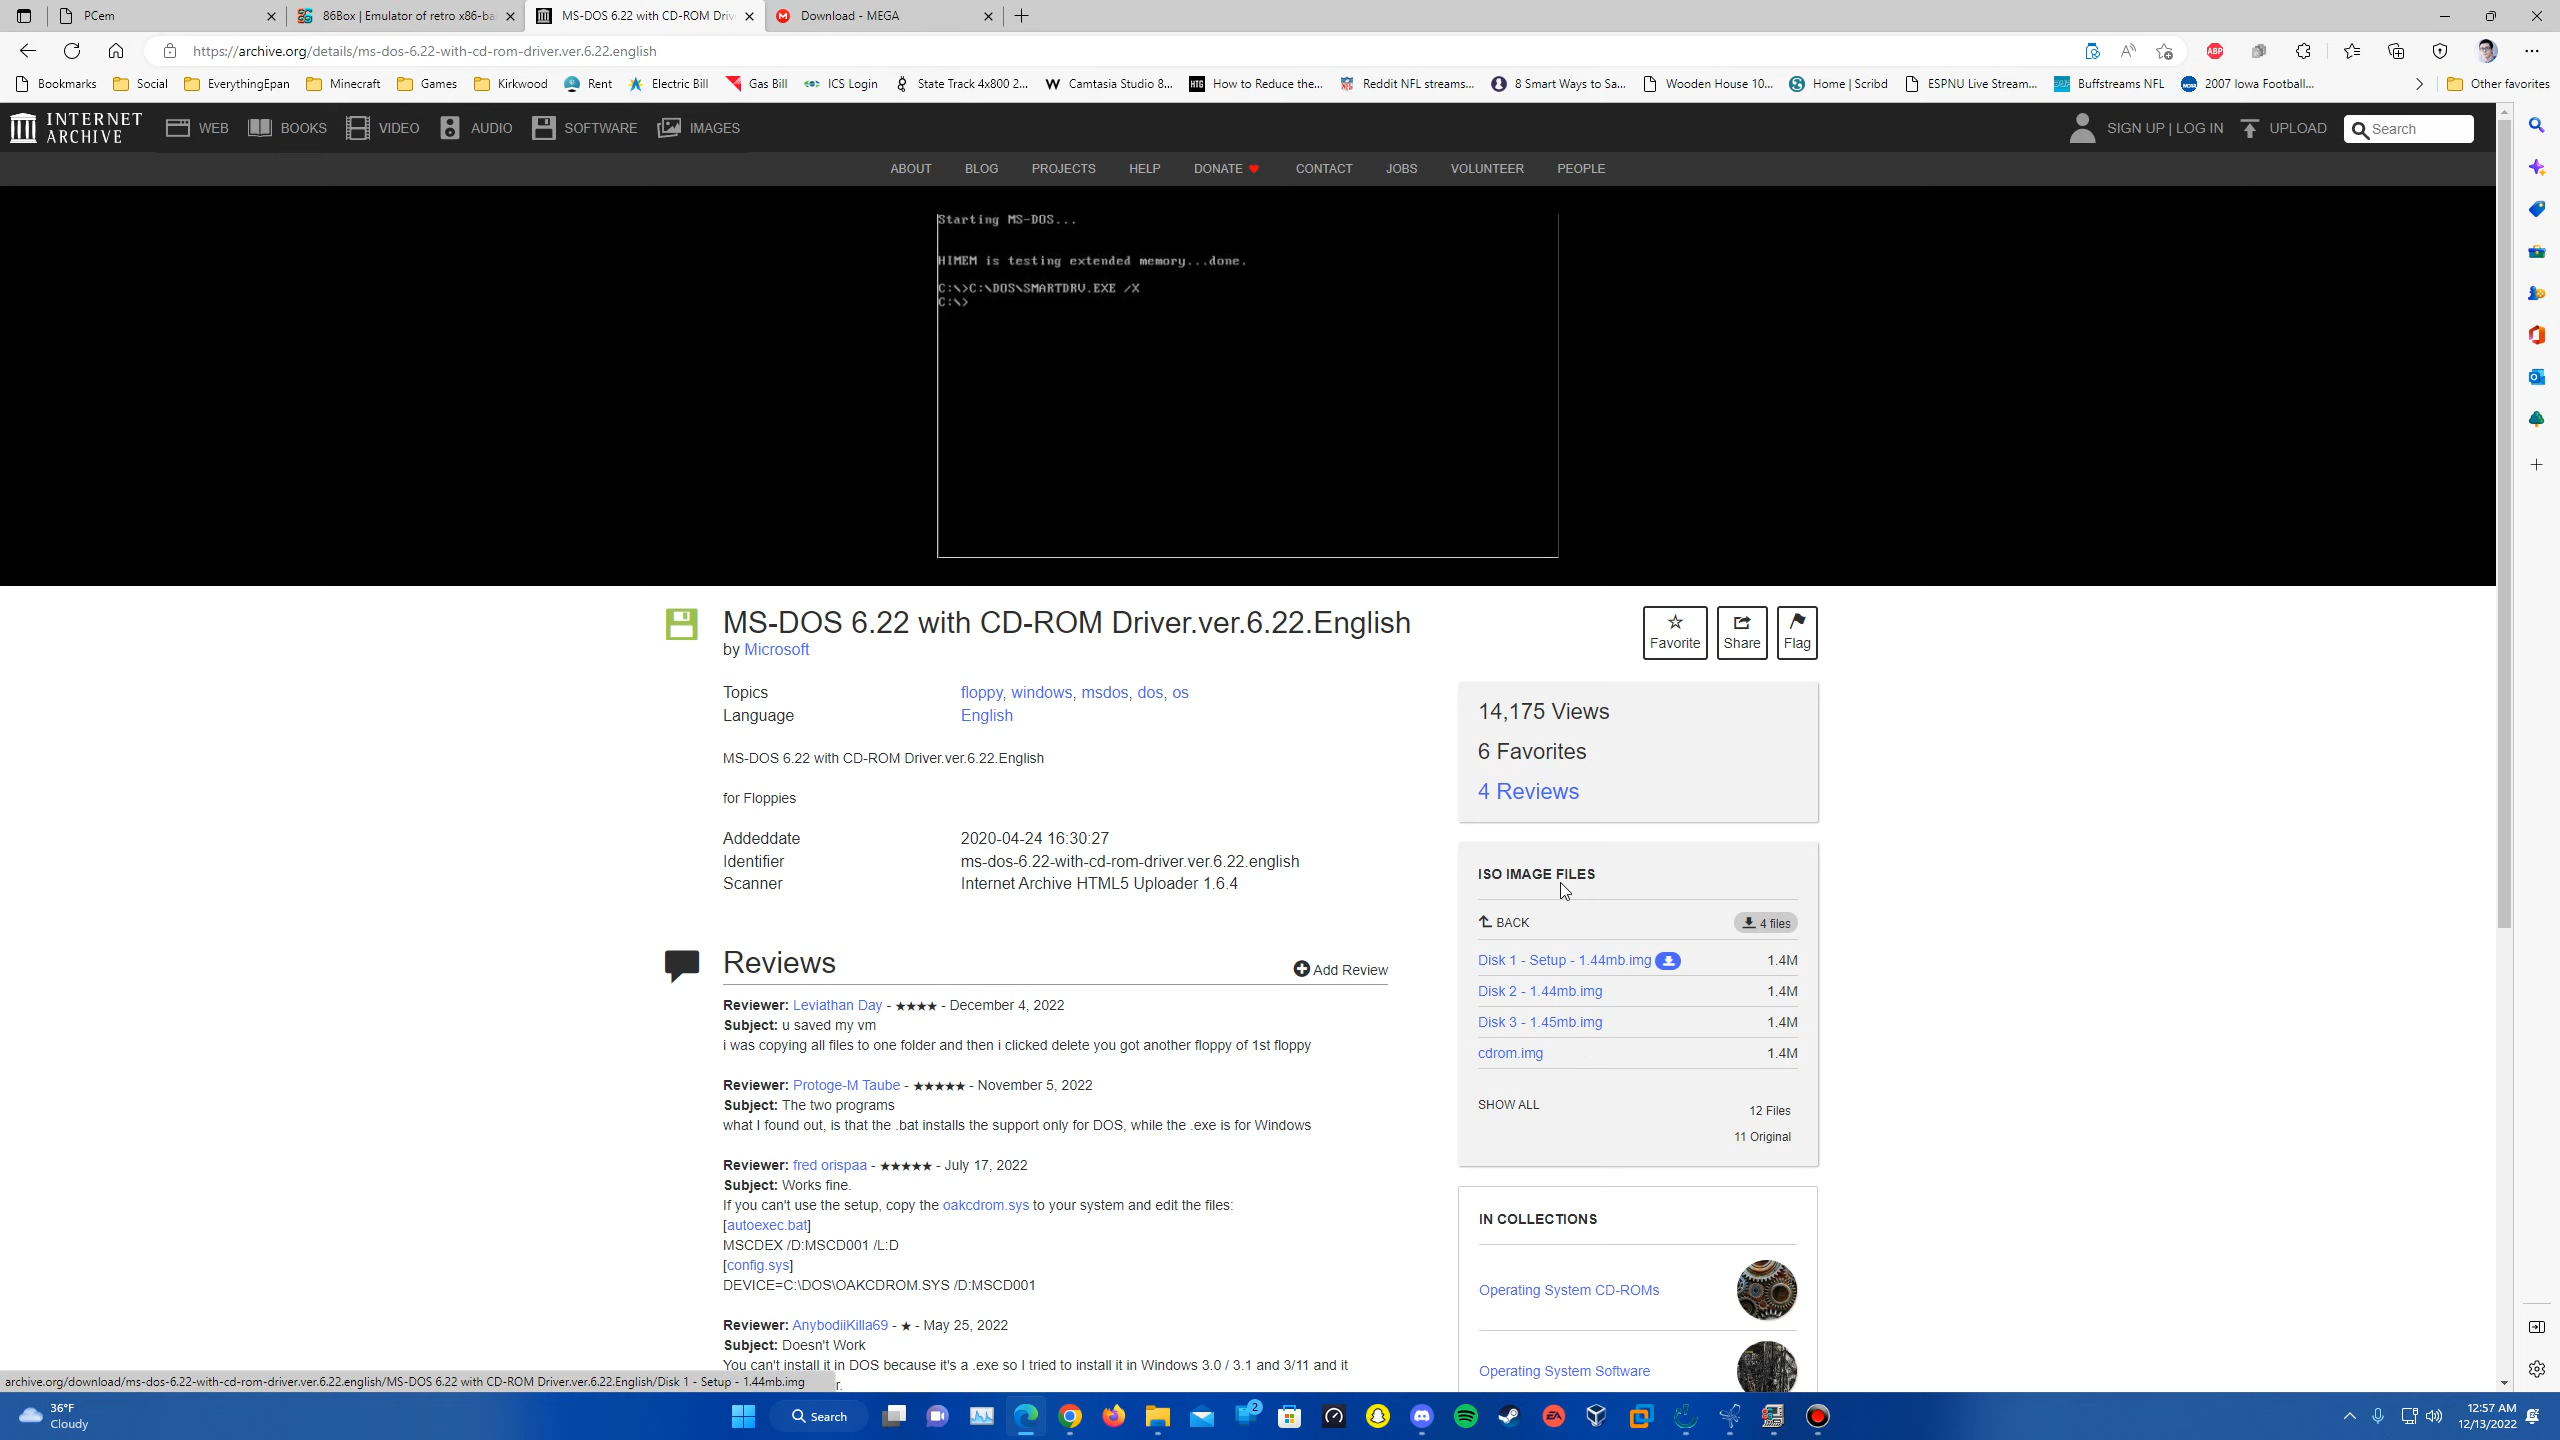 PCem
86Box | Emulator of retro x86-ba
MS-DOS 6.22 with CD-ROM Driv
Download - MEGA
https://archive.org/details/ms-dos-6.22-with-cd-rom-driver.ver.6.22.english
ABP
Bookmarks Social EverythingEpan Minecraft Games Kirkwood Rent Electric Bill Gas Bill ICS Login State Track 4x800 2... Camtasia Studio 8... How to Reduce the... Reddit NFL streams... 8 Smart Ways to Sa... Wooden House 10... Home | Scribd ESPNU Live Stream... Buffstreams NFL 2007 Iowa Football... Other favorites
INTERNET ARCHIVE
WEB BOOKS VIDEO AUDIO SOFTWARE IMAGES
SIGN UP | LOG IN UPLOAD Search
ABOUT BLOG PROJECTS HELP DONATE CONTACT JOBS VOLUNTEER PEOPLE
Starting MS-DOS...
HIMEM is testing extended memory...done.
C:\>C:\DOS\SMARTDRV.EXE /X
C:\>
MS-DOS 6.22 with CD-ROM Driver.ver.6.22.English
by Microsoft
Favorite Share Flag
Topics floppy, windows, msdos, dos, os
Language English
MS-DOS 6.22 with CD-ROM Driver.ver.6.22.English
for Floppies
Addeddate 2020-04-24 16:30:27
Identifier ms-dos-6.22-with-cd-rom-driver.ver.6.22.english
Scanner Internet Archive HTML5 Uploader 1.6.4
14,175 Views
6 Favorites
4 Reviews
ISO IMAGE FILES
BACK 4 files
Disk 1 - Setup - 1.44mb.img 1.4M
Disk 2 - 1.44mb.img 1.4M
Disk 3 - 1.45mb.img 1.4M
cdrom.img 1.4M
SHOW ALL 12 Files
11 Original
IN COLLECTIONS
Operating System CD-ROMs
Operating System Software
Reviews
Add Review
Reviewer: Leviathan Day - ★★★★ - December 4, 2022
Subject: u saved my vm
i was copying all files to one folder and then i clicked delete you got another floppy of 1st floppy
Reviewer: Protoge-M Taube - ★★★★★ - November 5, 2022
Subject: The two programs
what I found out, is that the .bat installs the support only for DOS, while the .exe is for Windows
Reviewer: fred orispaa - ★★★★★ - July 17, 2022
Subject: Works fine.
If you can't use the setup, copy the oakcdrom.sys to your system and edit the files:
[autoexec.bat]
MSCDEX /D:MSCD001 /L:D
[config.sys]
DEVICE=C:\DOS\OAKCDROM.SYS /D:MSCD001
Reviewer: AnybodiiKilla69 - ★ - May 25, 2022
Subject: Doesn't Work
You can't install it in DOS because it's a .exe so I tried to install it in Windows 3.0 / 3.1 and 3/11 and it
r.
archive.org/download/ms-dos-6.22-with-cd-rom-driver.ver.6.22.english/MS-DOS 6.22 with CD-ROM Driver.ver.6.22.English/Disk 1 - Setup - 1.44mb.img
36°F
Cloudy
Search
2
EA
12:57 AM
12/13/2022